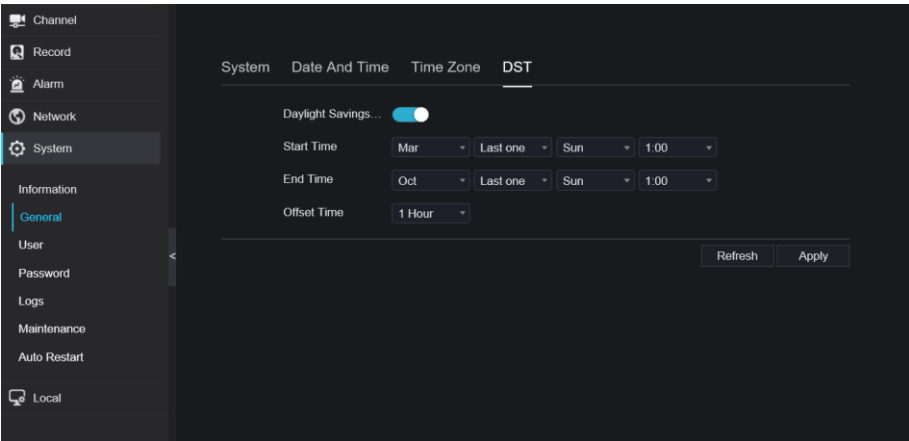 Channel
Record
Alarm
Network
System
Information
General
User
Password
Logs
Maintenance
Auto Restart
Local
<
System Date And Time Time Zone DST
Daylight Savings...
Start Time Mar Last one Sun 1:00
End Time Oct Last one Sun 1:00
Offset Time 1 Hour
Refresh Apply